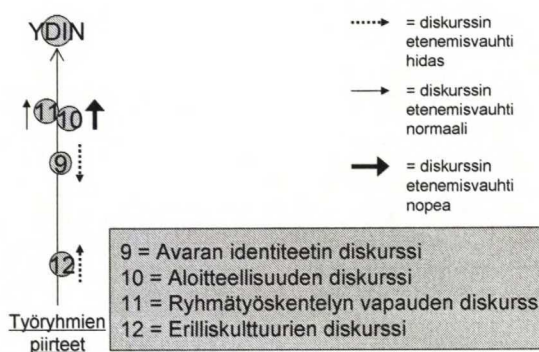 YDIN
11
10
9
12
Työryhmien
piirteet
= diskurssin
etenemisvauhti
hidas
= diskurssin
etenemisvauhti
normaali
= diskurssin
etenemisvauhti
nopea
9 = Avaran identiteetin diskurssi
10 = Aloitteellisuuden diskurssi
11 = Ryhmätyöskentelyn vapauden diskurss
12 = Erilliskulttuurien diskurssi